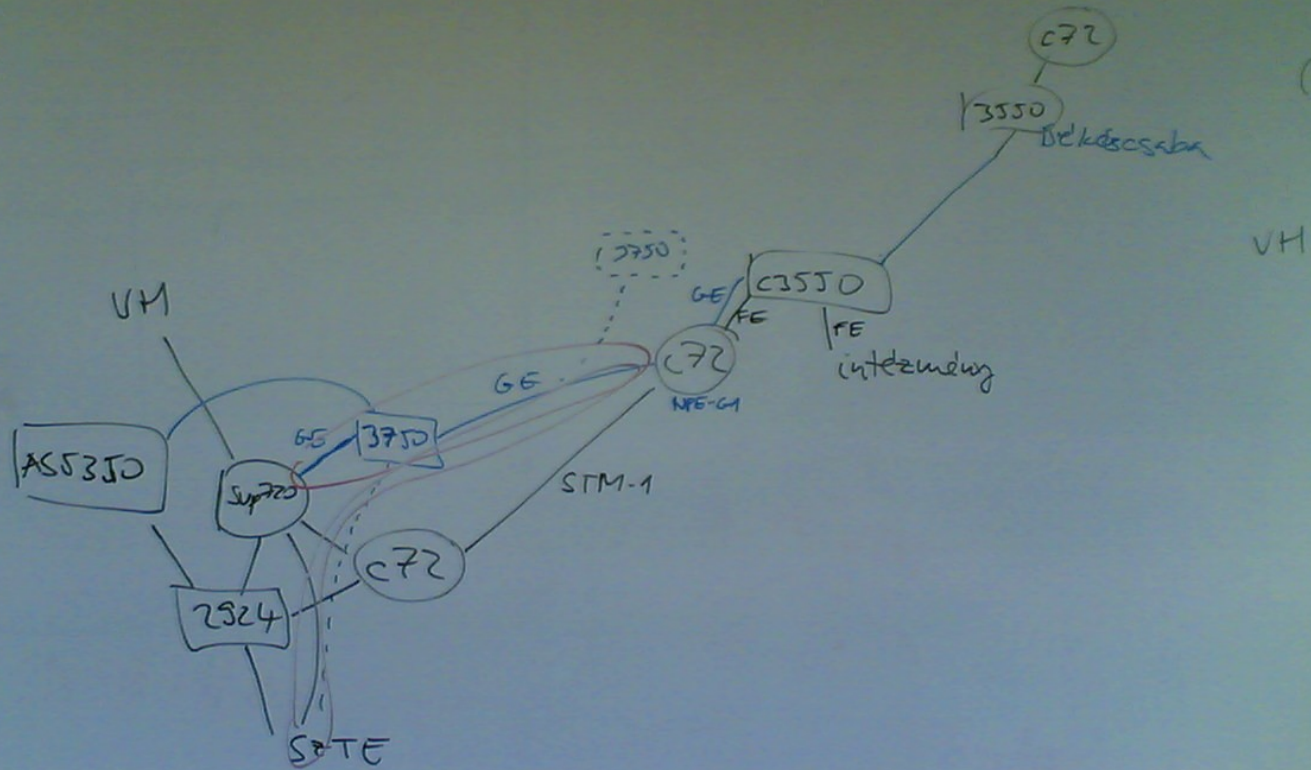 c72
3550
Békéscsaba
VH
3750
c3550
GE
FE
FE
intézmény
c72
NPE-G1
VH
GE
GE
3750
AS5350
Sup720
STM-1
c72
2924
SZTE